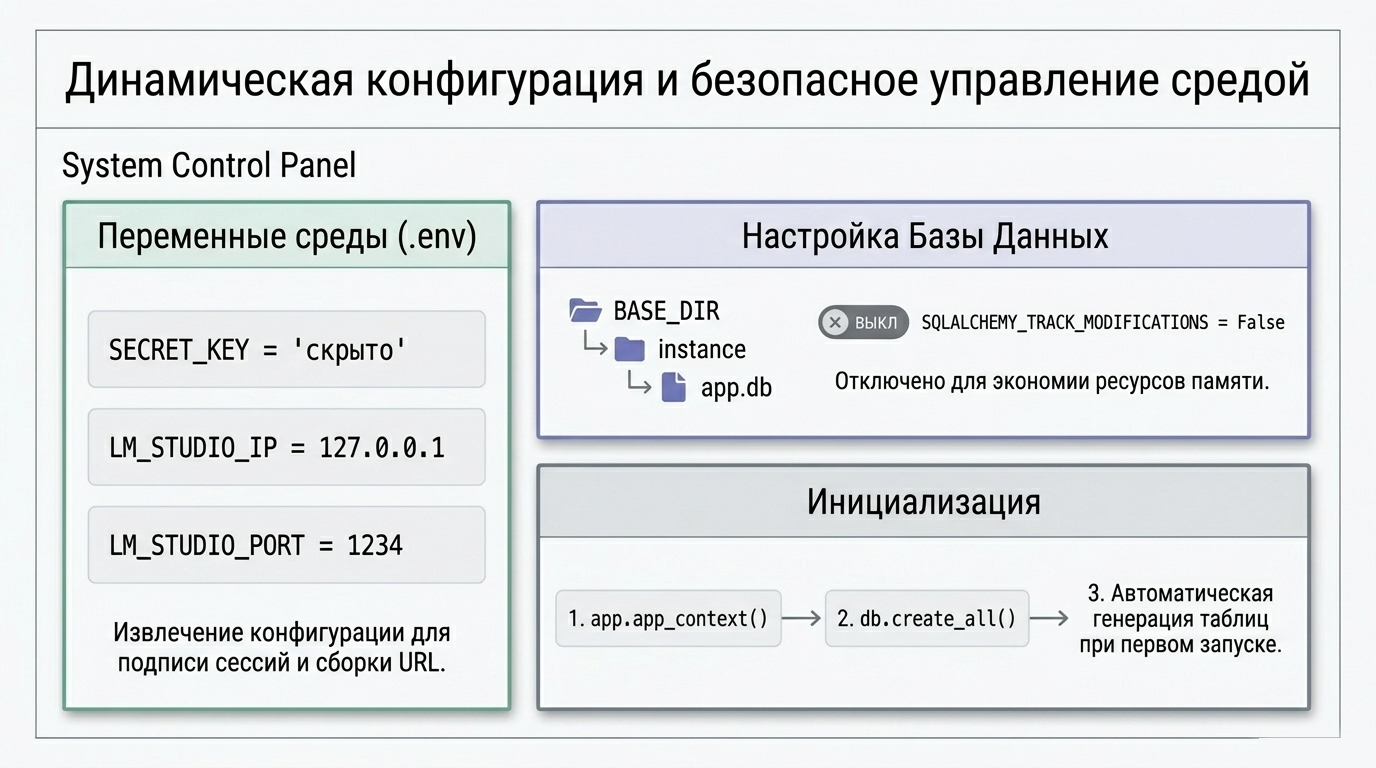 Динамическая конфигурация и безопасное управление средой
System Control Panel
Переменные среды (.env)
SECRET_KEY = 'скрыто'
LM_STUDIO_IP = 127.0.0.1
LM_STUDIO_PORT = 1234
Извлечение конфигурации для
подписи сессий и сборки URL.
Настройка Базы Данных
BASE_DIR
instance
app.db
ВЫКЛ SQLALCHEMY_TRACK_MODIFICATIONS = False
Отключено для экономии ресурсов памяти.
Инициализация
1. app.app_context()
2. db.create_all()
3. Автоматическая
генерация таблиц
при первом запуске.